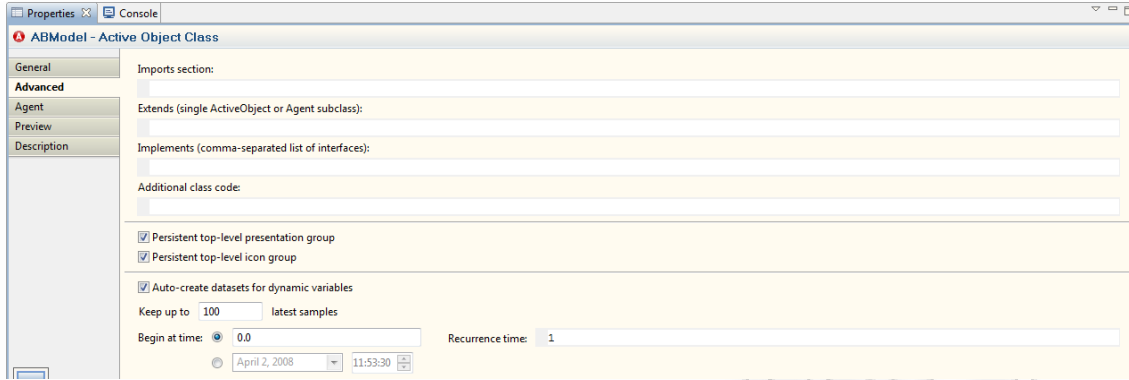 Properties Console
ABModel - Active Object Class
General
Advanced
Agent
Preview
Description
Imports section:
Extends (single ActiveObject or Agent subclass):
Implements (comma-separated list of interfaces):
Additional class code:
Persistent top-level presentation group
Persistent top-level icon group
Auto-create datasets for dynamic variables
Keep up to 100 latest samples
Begin at time: 0.0 Recurrence time: 1
April 2, 2008 11:53:30